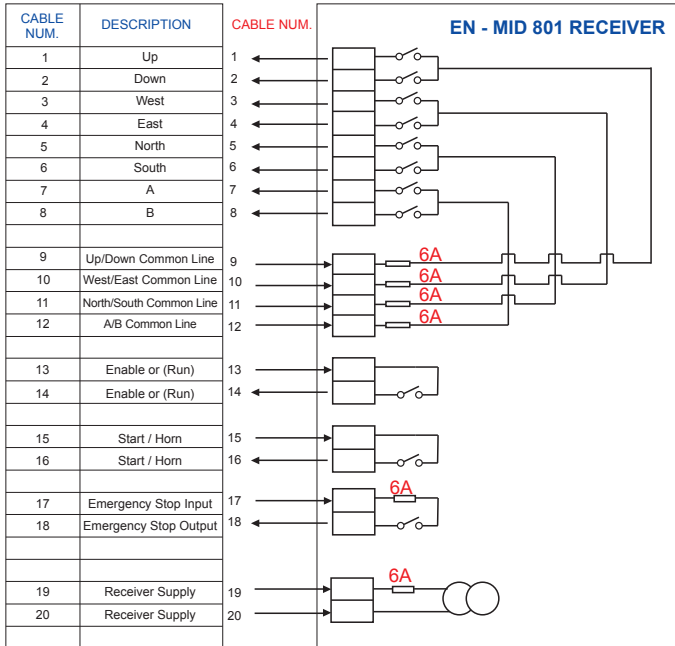 CABLE NUM. DESCRIPTION CABLE NUM. EN - MID 801 RECEIVER
1 Up 1
2 Down 2
3 West 3
4 East 4
5 North 5
6 South 6
7 A 7
8 B 8
9 Up/Down Common Line 9 6A
10 West/East Common Line 10 6A
11 North/South Common Line 11 6A
12 A/B Common Line 12 6A
13 Enable or (Run) 13
14 Enable or (Run) 14
15 Start / Horn 15
16 Start / Horn 16
17 Emergency Stop Input 17 6A
18 Emergency Stop Output 18
19 Receiver Supply 19 6A
20 Receiver Supply 20